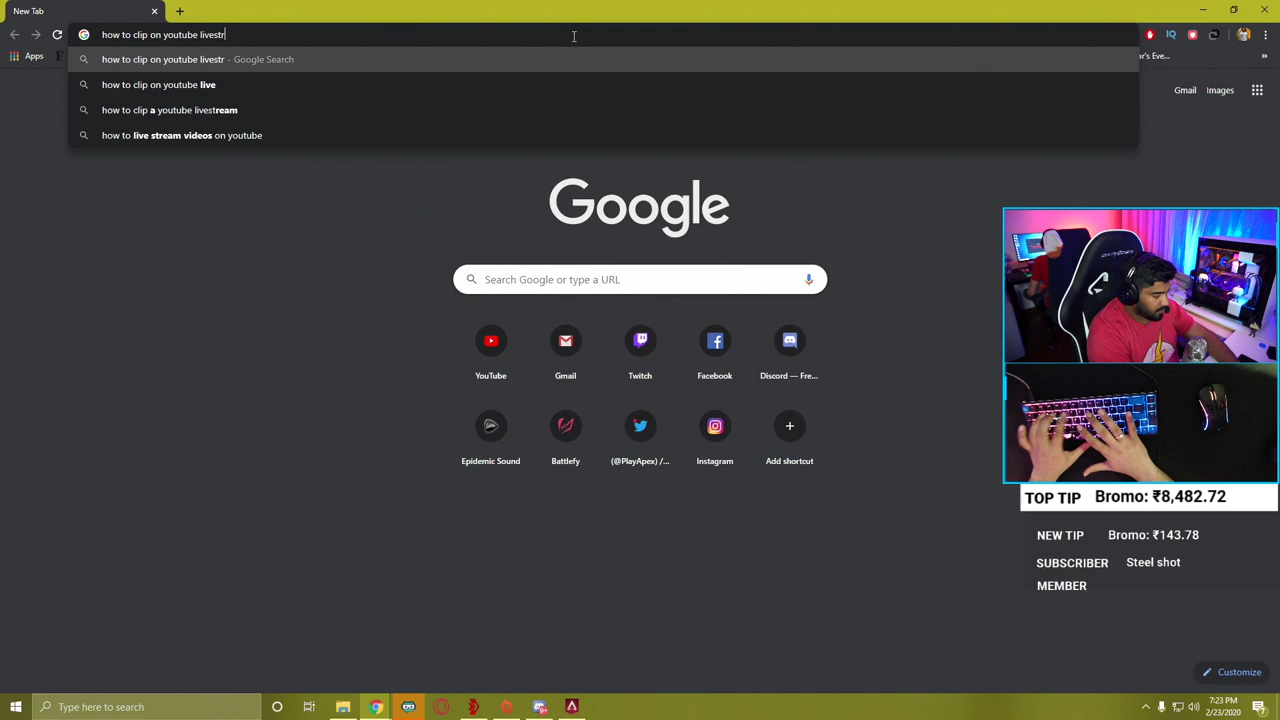 New Tab
how to clip on youtube livestr
Apps
ar's Eve...
how to clip on youtube livestr - Google Search
how to clip on youtube live
how to clip a youtube livestream
how to live stream videos on youtube
Gmail Images
Google
Search Google or type a URL
YouTube Gmail Twitch Facebook Discord — Fre...
Epidemic Sound Battlefy (@PlayApex) /... Instagram Add shortcut
TOP TIP Bromo: ₹8,482.72
NEW TIP Bromo: ₹143.78
SUBSCRIBER Steel shot
MEMBER
Customize
Type here to search
7:23 PM
2/23/2020